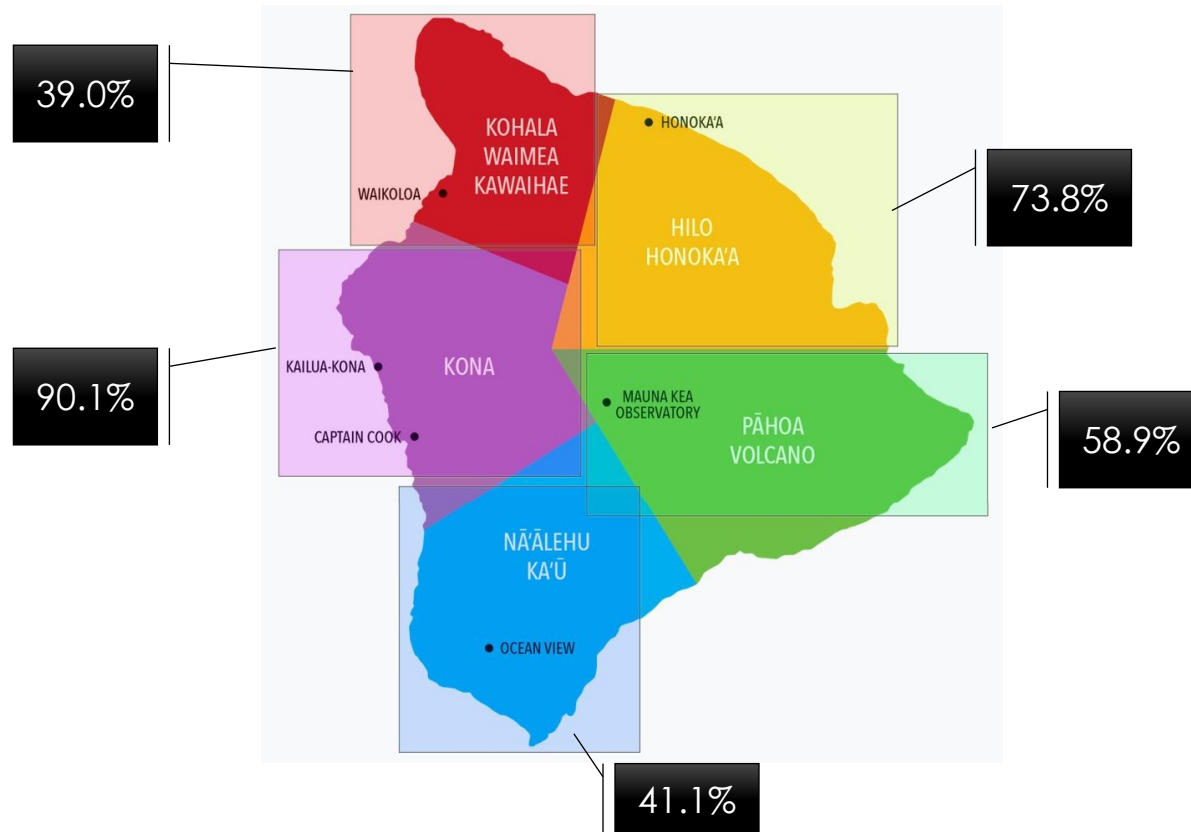 39.0%
KOHALA
WAIMEA
KAWAIHAE
WAIKOLOA
HONOKA‘A
73.8%
HILO
HONOKA‘A
90.1%
KAILUA-KONA
KONA
CAPTAIN COOK
MAUNA KEA
OBSERVATORY
PĀHOA
VOLCANO
58.9%
NĀ‘ĀLEHU
KA‘Ū
OCEAN VIEW
41.1%